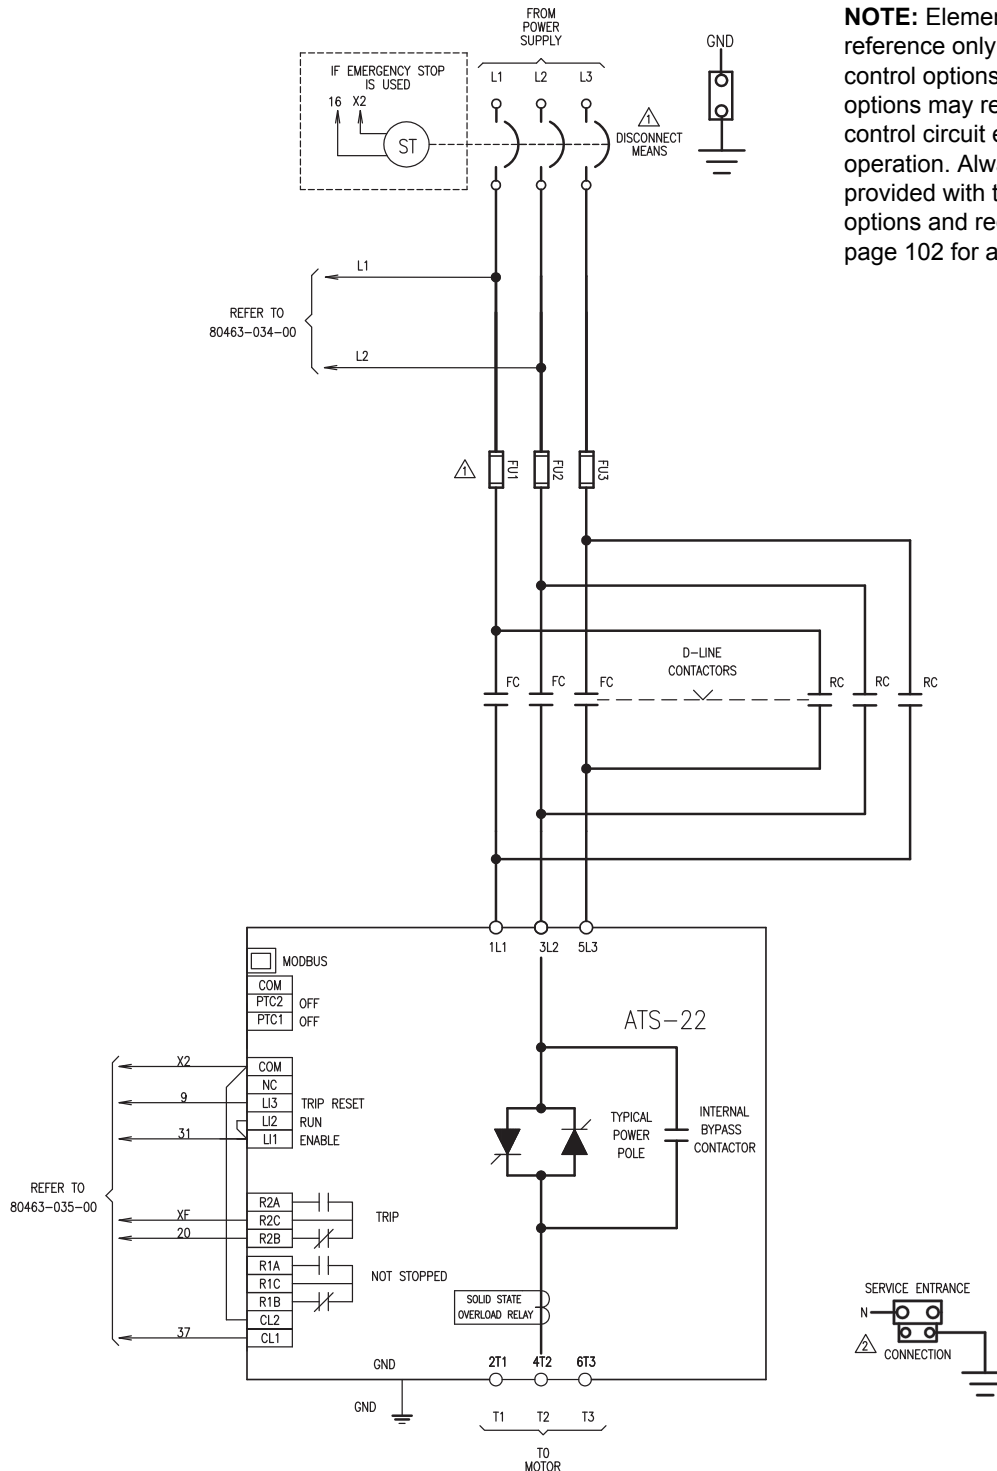 FROM
POWER
SUPPLY
NOTE: Elemen
reference only
control options
options may re
control circuit e
operation. Alwa
provided with t
options and re
page 102 for a
GND
IF EMERGENCY STOP
IS USED
16 X2
ST
L1 L2 L3
1
DISCONNECT
MEANS
L1
REFER TO
80463-034-00
L2
1
FU1
FU2
FU3
D-LINE
CONTACTORS
FC FC FC
RC RC RC
1L1 3L2 5L3
MODBUS
COM
PTC2 OFF
PTC1 OFF
ATS-22
X2 COM
NC
9 LI3 TRIP RESET
LI2 RUN
31 LI1 ENABLE
TYPICAL
POWER
POLE
INTERNAL
BYPASS
CONTACTOR
REFER TO
80463-035-00
R2A
XF R2C TRIP
20 R2B
R1A
R1C NOT STOPPED
R1B
CL2
37 CL1
SOLID STATE
OVERLOAD RELAY
SERVICE ENTRANCE
N
2
CONNECTION
GND
2T1 4T2 6T3
GND
T1 T2 T3
TO
MOTOR